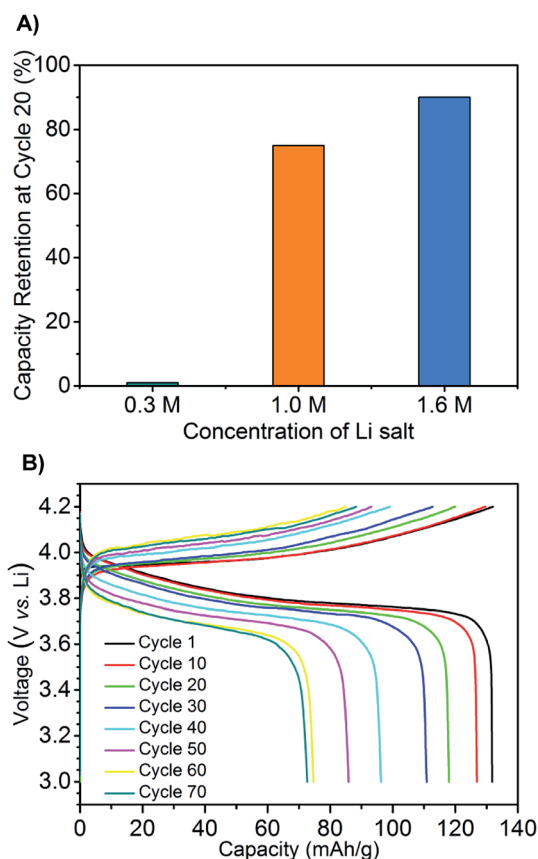 A)
Capacity Retention at Cycle 20 (%)
100
80
60
40
20
0
0.3 M 1.0 M 1.6 M
Concentration of Li salt
B)
Voltage (V vs. Li)
4.2
4.0
3.8
3.6
3.4
3.2
3.0
Cycle 1
Cycle 10
Cycle 20
Cycle 30
Cycle 40
Cycle 50
Cycle 60
Cycle 70
0 20 40 60 80 100 120 140
Capacity (mAh/g)